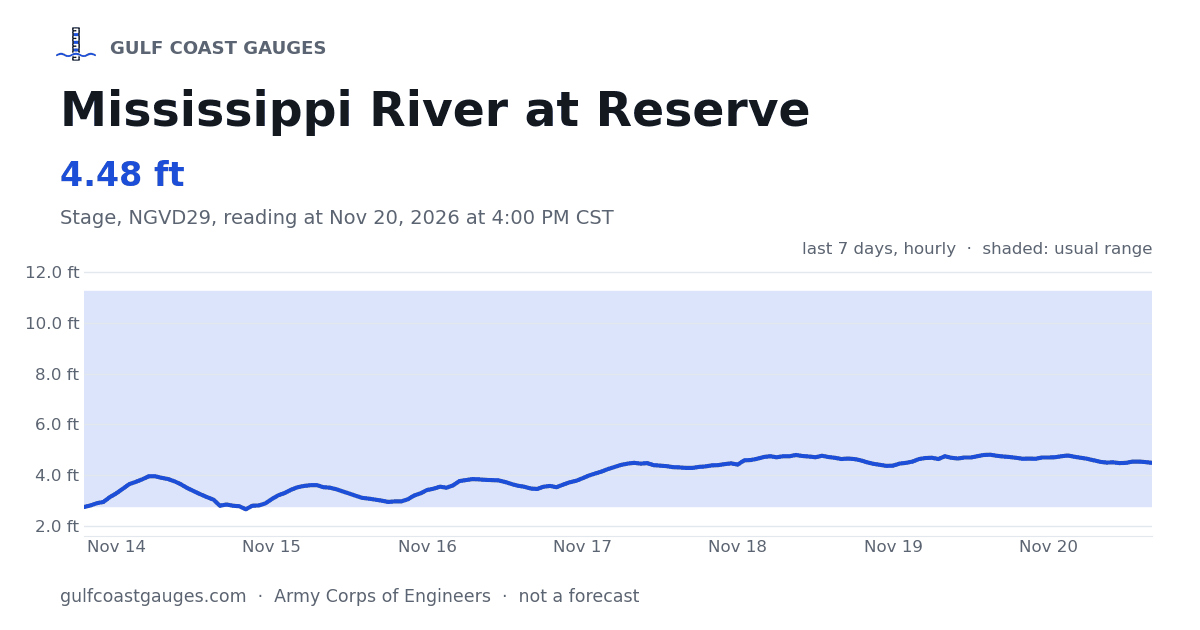 GULF COAST GAUGES
Mississippi River at Reserve
4.48 ft
Stage, NGVD29, reading at Nov 20, 2026 at 4:00 PM CST
last 7 days, hourly · shaded: usual range
12.0 ft
10.0 ft
8.0 ft
6.0 ft
4.0 ft
2.0 ft
Nov 14 Nov 15 Nov 16 Nov 17 Nov 18 Nov 19 Nov 20
gulfcoastgauges.com · Army Corps of Engineers · not a forecast